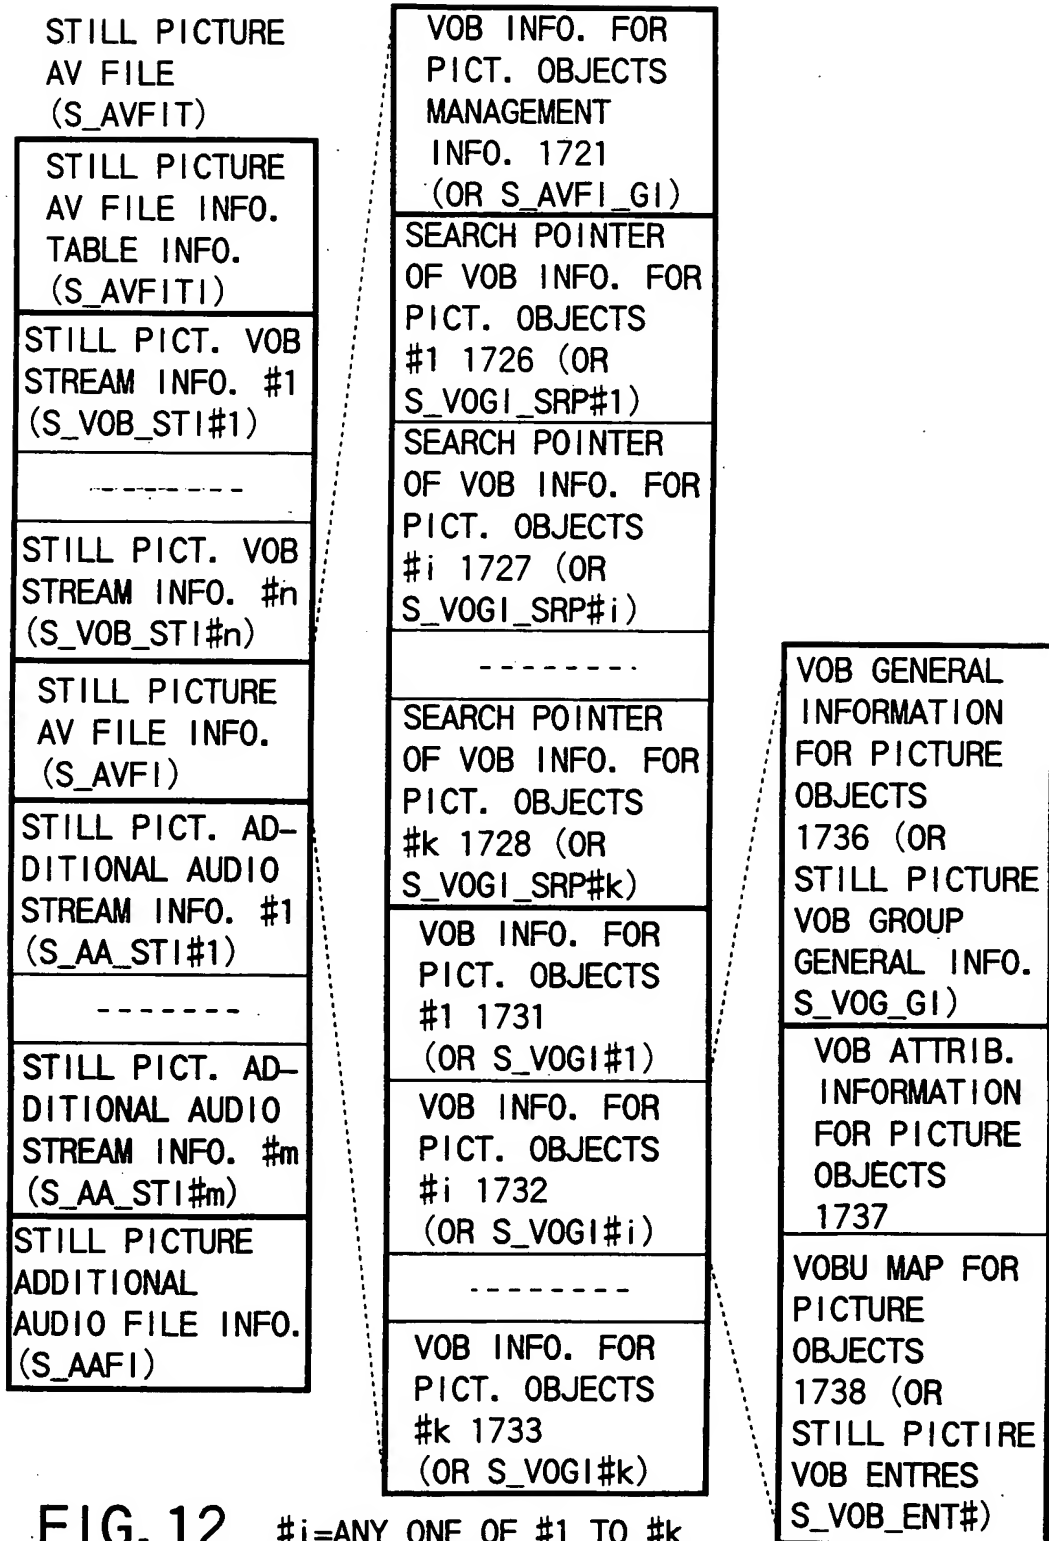 STILL PICTURE
AV FILE
(S_AVFIT)
STILL PICTURE
AV FILE INFO.
TABLE INFO.
(S_AVFITI)
STILL PICT. VOB
STREAM INFO. #1
(S_VOB_STI#1)
STILL PICT. VOB
STREAM INFO. #n
(S_VOB_STI#n)
STILL PICTURE
AV FILE INFO.
(S_AVFI)
STILL PICT. AD-
DITIONAL AUDIO
STREAM INFO. #1
(S_AA_STI#1)
STILL PICT. AD-
DITIONAL AUDIO
STREAM INFO. #m
(S_AA_STI#m)
STILL PICTURE
ADDITIONAL
AUDIO FILE INFO.
(S_AAFI)
VOB INFO. FOR
PICT. OBJECTS
MANAGEMENT
INFO. 1721
(OR S_AVFI_GI)
SEARCH POINTER
OF VOB INFO. FOR
PICT. OBJECTS
#1 1726 (OR
S_VOGI_SRP#1)
SEARCH POINTER
OF VOB INFO. FOR
PICT. OBJECTS
#i 1727 (OR
S_VOGI_SRP#i)
SEARCH POINTER
OF VOB INFO. FOR
PICT. OBJECTS
#k 1728 (OR
S_VOGI_SRP#k)
VOB INFO. FOR
PICT. OBJECTS
#1 1731
(OR S_VOGI#1)
VOB INFO. FOR
PICT. OBJECTS
#i 1732
(OR S_VOGI#i)
VOB INFO. FOR
PICT. OBJECTS
#k 1733
(OR S_VOGI#k)
VOB GENERAL
INFORMATION
FOR PICTURE
OBJECTS
1736 (OR
STILL PICTURE
VOB GROUP
GENERAL INFO.
S_VOG_GI)
VOB ATTRIB.
INFORMATION
FOR PICTURE
OBJECTS
1737
VOBU MAP FOR
PICTURE
OBJECTS
1738 (OR
STILL PICTIRE
VOB ENTRES
S_VOB_ENT#)
FIG. 12 #i=ANY ONE OF #1 TO #k